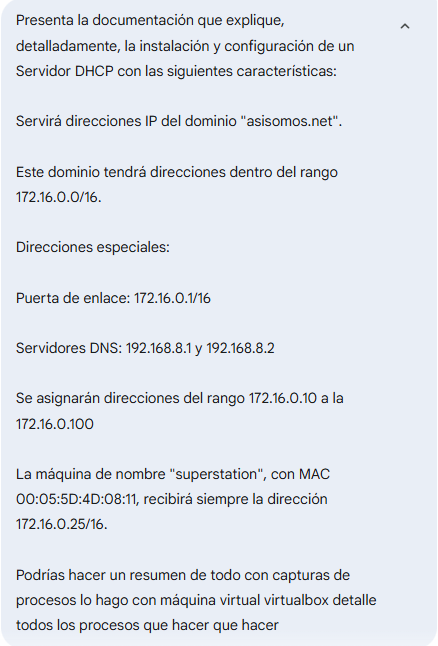 Presenta la documentación que explique,
detalladamente, la instalación y configuración de un
Servidor DHCP con las siguientes características:
Servirá direcciones IP del dominio "asisomos.net".
Este dominio tendrá direcciones dentro del rango
172.16.0.0/16.
Direcciones especiales:
Puerta de enlace: 172.16.0.1/16
Servidores DNS: 192.168.8.1 y 192.168.8.2
Se asignarán direcciones del rango 172.16.0.10 a la
172.16.0.100
La máquina de nombre "superstation", con MAC
00:05:5D:4D:08:11, recibirá siempre la dirección
172.16.0.25/16.
Podrías hacer un resumen de todo con capturas de
procesos lo hago con máquina virtual virtualbox detalle
todos los procesos que hacer que hacer